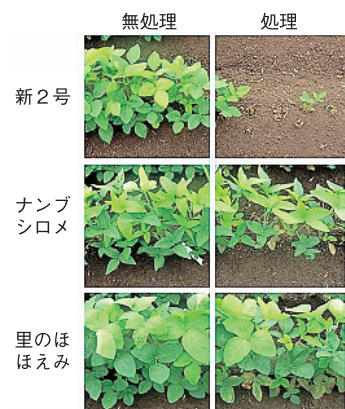 無処理 処理
新２号
ナンブ
シロメ
里のほ
ほえみ